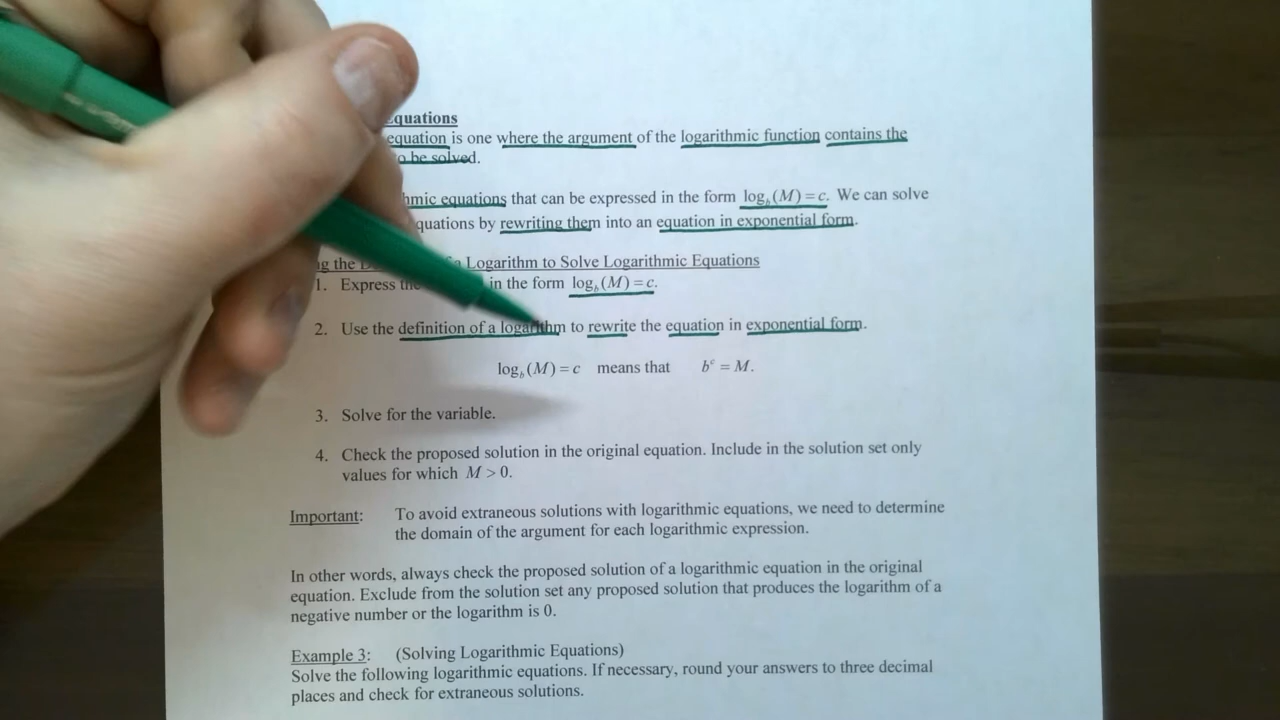 quations
equation is one where the argument of the logarithmic function contains the
o be solved.
hmic equations that can be expressed in the form log_b(M) = c. We can solve
quations by rewriting them into an equation in exponential form.
g the a Logarithm to Solve Logarithmic Equations
1. Express the in the form log_b(M) = c.
2. Use the definition of a logarithm to rewrite the equation in exponential form.
log_b(M) = c means that b^c = M.
3. Solve for the variable.
4. Check the proposed solution in the original equation. Include in the solution set only
values for which M > 0.
Important: To avoid extraneous solutions with logarithmic equations, we need to determine
the domain of the argument for each logarithmic expression.
In other words, always check the proposed solution of a logarithmic equation in the original
equation. Exclude from the solution set any proposed solution that produces the logarithm of a
negative number or the logarithm is 0.
Example 3: (Solving Logarithmic Equations)
Solve the following logarithmic equations. If necessary, round your answers to three decimal
places and check for extraneous solutions.